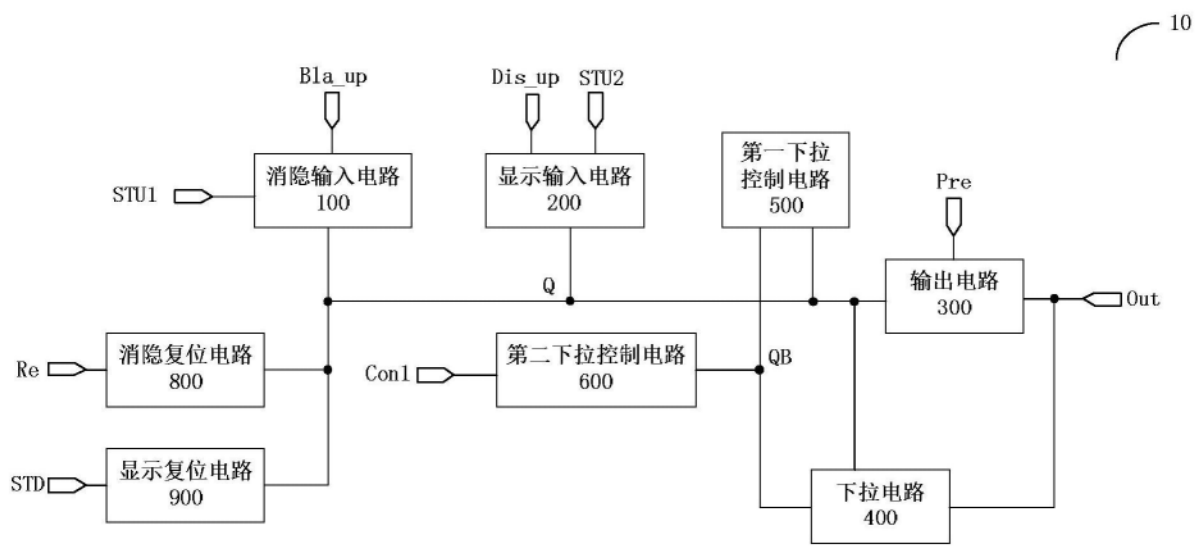 10
Bla_up
Dis_up
STU2
消隐输入电路
100
显示输入电路
200
第一下拉
控制电路
500
STU1
Pre
Q
输出电路
300
Out
消隐复位电路
800
第二下拉控制电路
600
QB
Re
Con1
显示复位电路
900
下拉电路
400
STD